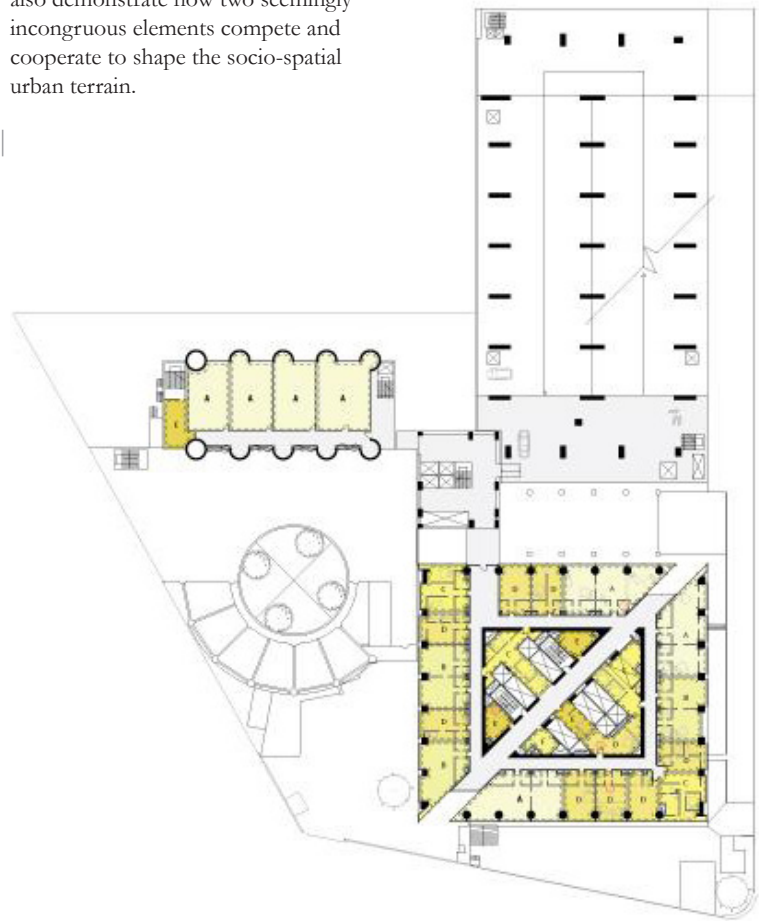 also demonstrate how two seemingly
incongruous elements compete and
cooperate to shape the socio-spatial
urban terrain.
A A A A
C D D A
D A
B B
D D
B C
A D D D